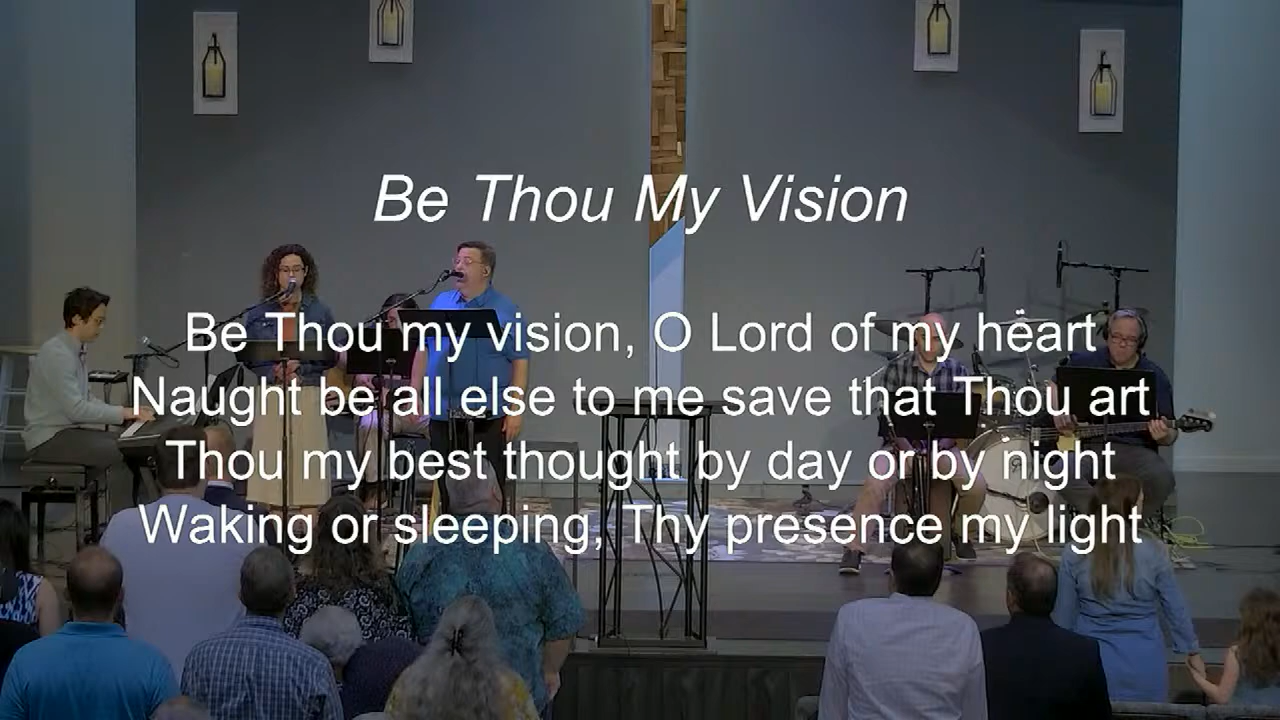 Be Thou My Vision
Be Thou my vision, O Lord of my heart
Naught be all else to me save that Thou art
Thou my best thought by day or by night
Waking or sleeping, Thy presence my light